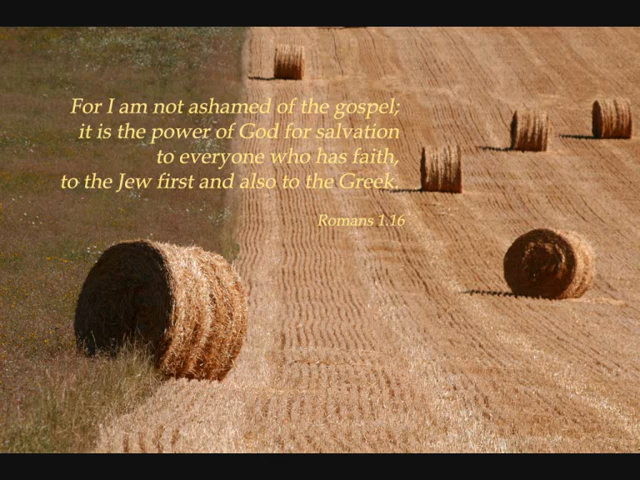 For I am not ashamed of the gospel;
it is the power of God for salvation
to everyone who has faith,
to the Jew first and also to the Greek.
Romans 1.16